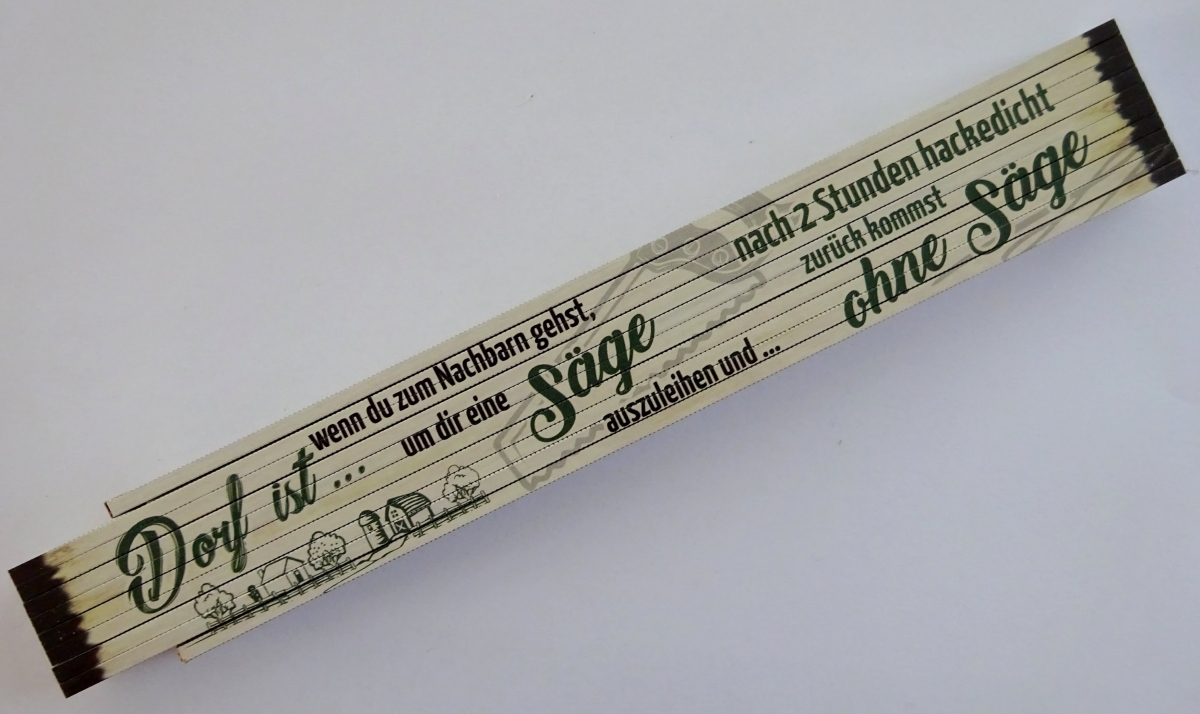 Dorf ist ...
wenn du zum Nachbarn gehst,
um dir eine Säge
auszuleihen und ...
nach 2 Stunden hackedicht
zurück kommst
ohne Säge